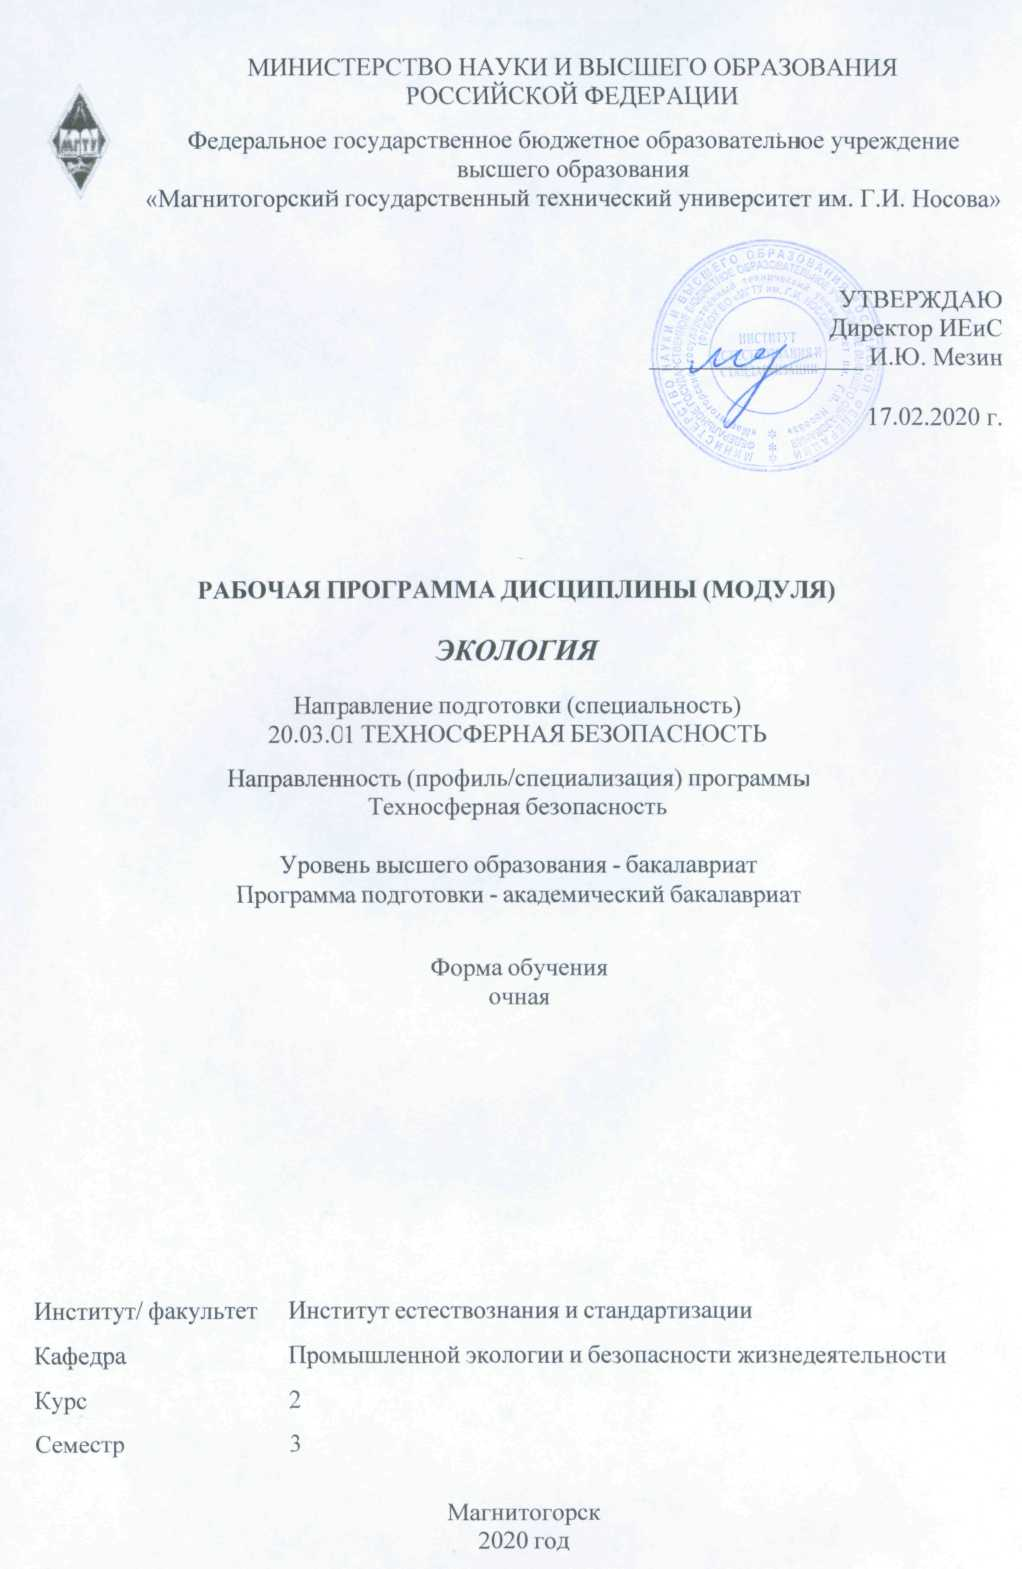 МИНИСТЕРСТВО НАУКИ И ВЫСШЕГО ОБРАЗОВАНИЯ
РОССИЙСКОЙ ФЕДЕРАЦИИ
МГТУ
Федеральное государственное бюджетное образовательное учреждение
высшего образования
«Магнитогорский государственный технический университет им. Г.И. Носова»
УТВЕРЖДАЮ
Директор ИЕиС
И.Ю. Мезин
17.02.2020 г.
ИНСТИТУТ
РАБОЧАЯ ПРОГРАММА ДИСЦИПЛИНЫ (МОДУЛЯ)
ЭКОЛОГИЯ
Направление подготовки (специальность)
20.03.01 ТЕХНОСФЕРНАЯ БЕЗОПАСНОСТЬ
Направленность (профиль/специализация) программы
Техносферная безопасность
Уровень высшего образования - бакалавриат
Программа подготовки - академический бакалавриат
Форма обучения
очная
Институт/ факультет Институт естествознания и стандартизации
Кафедра Промышленной экологии и безопасности жизнедеятельности
Курс 2
Семестр 3
Магнитогорск
2020 год